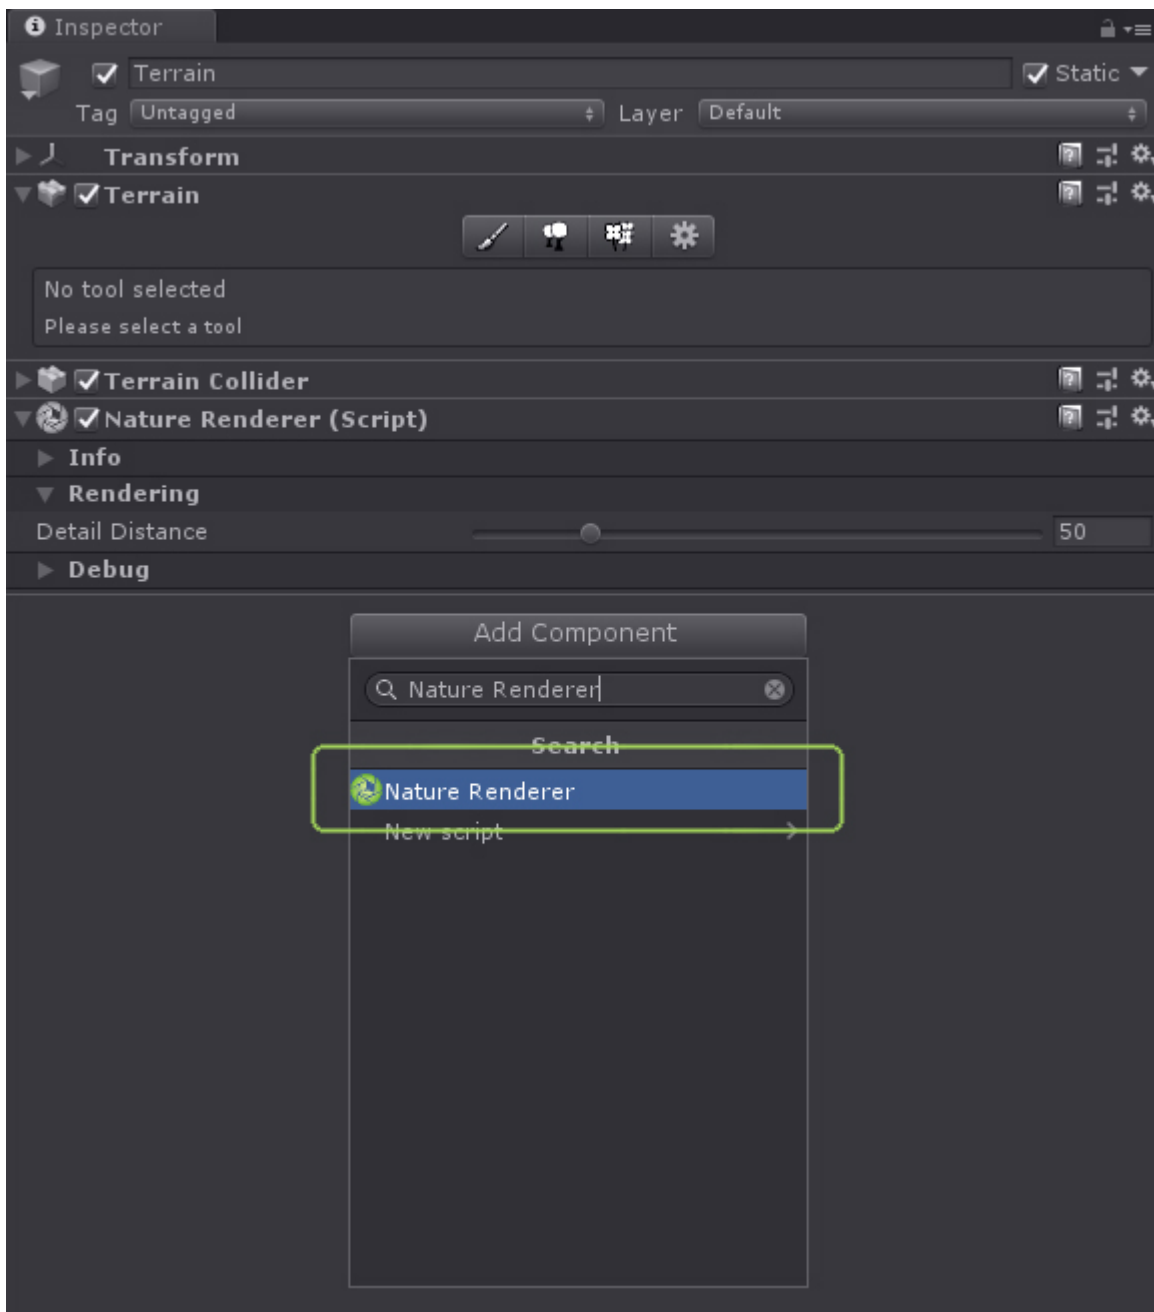 Inspector
Terrain
Static
Tag Untagged Layer Default
Transform
Terrain
No tool selected
Please select a tool
Terrain Collider
Nature Renderer (Script)
Info
Rendering
Detail Distance 50
Debug
Add Component
Nature Renderer
Search
Nature Renderer
New script